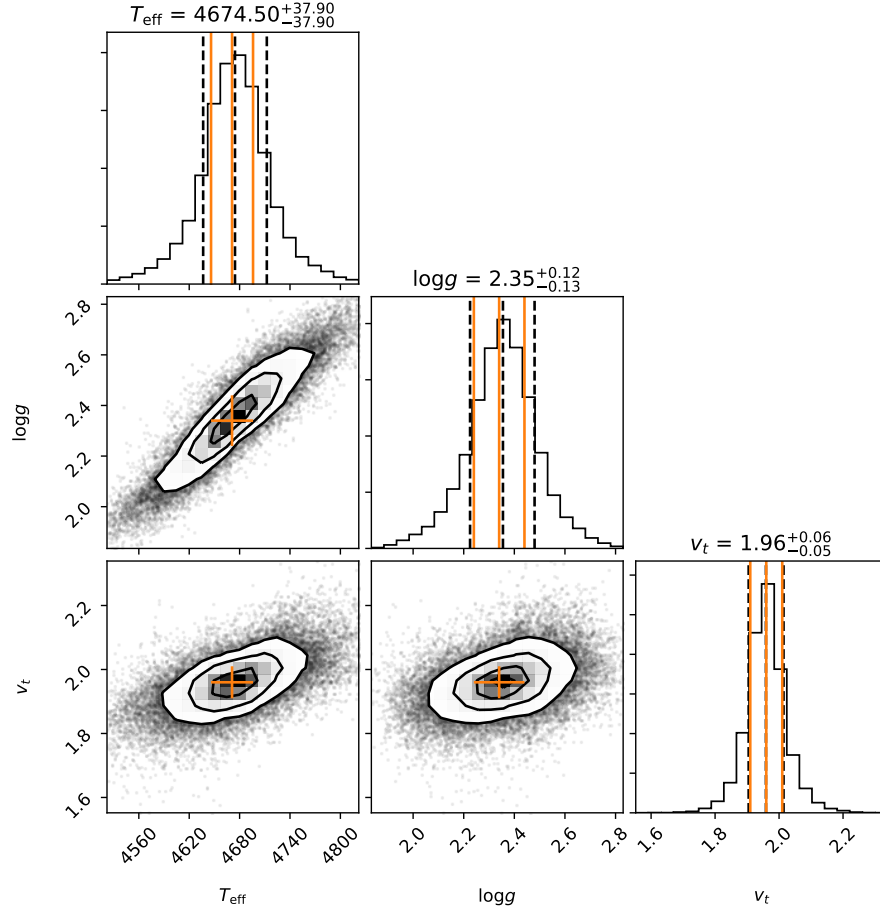 T_eff = 4674.50^{+37.90}_{-37.90}
2.8
2.6
2.4
2.2
2.0
log g
log g = 2.35^{+0.12}_{-0.13}
2.2
2.0
1.8
1.6
v_t
v_t = 1.96^{+0.06}_{-0.05}
4560 4620 4680 4740 4800 2.0 2.2 2.4 2.6 2.8 1.6 1.8 2.0 2.2
T_eff log g v_t